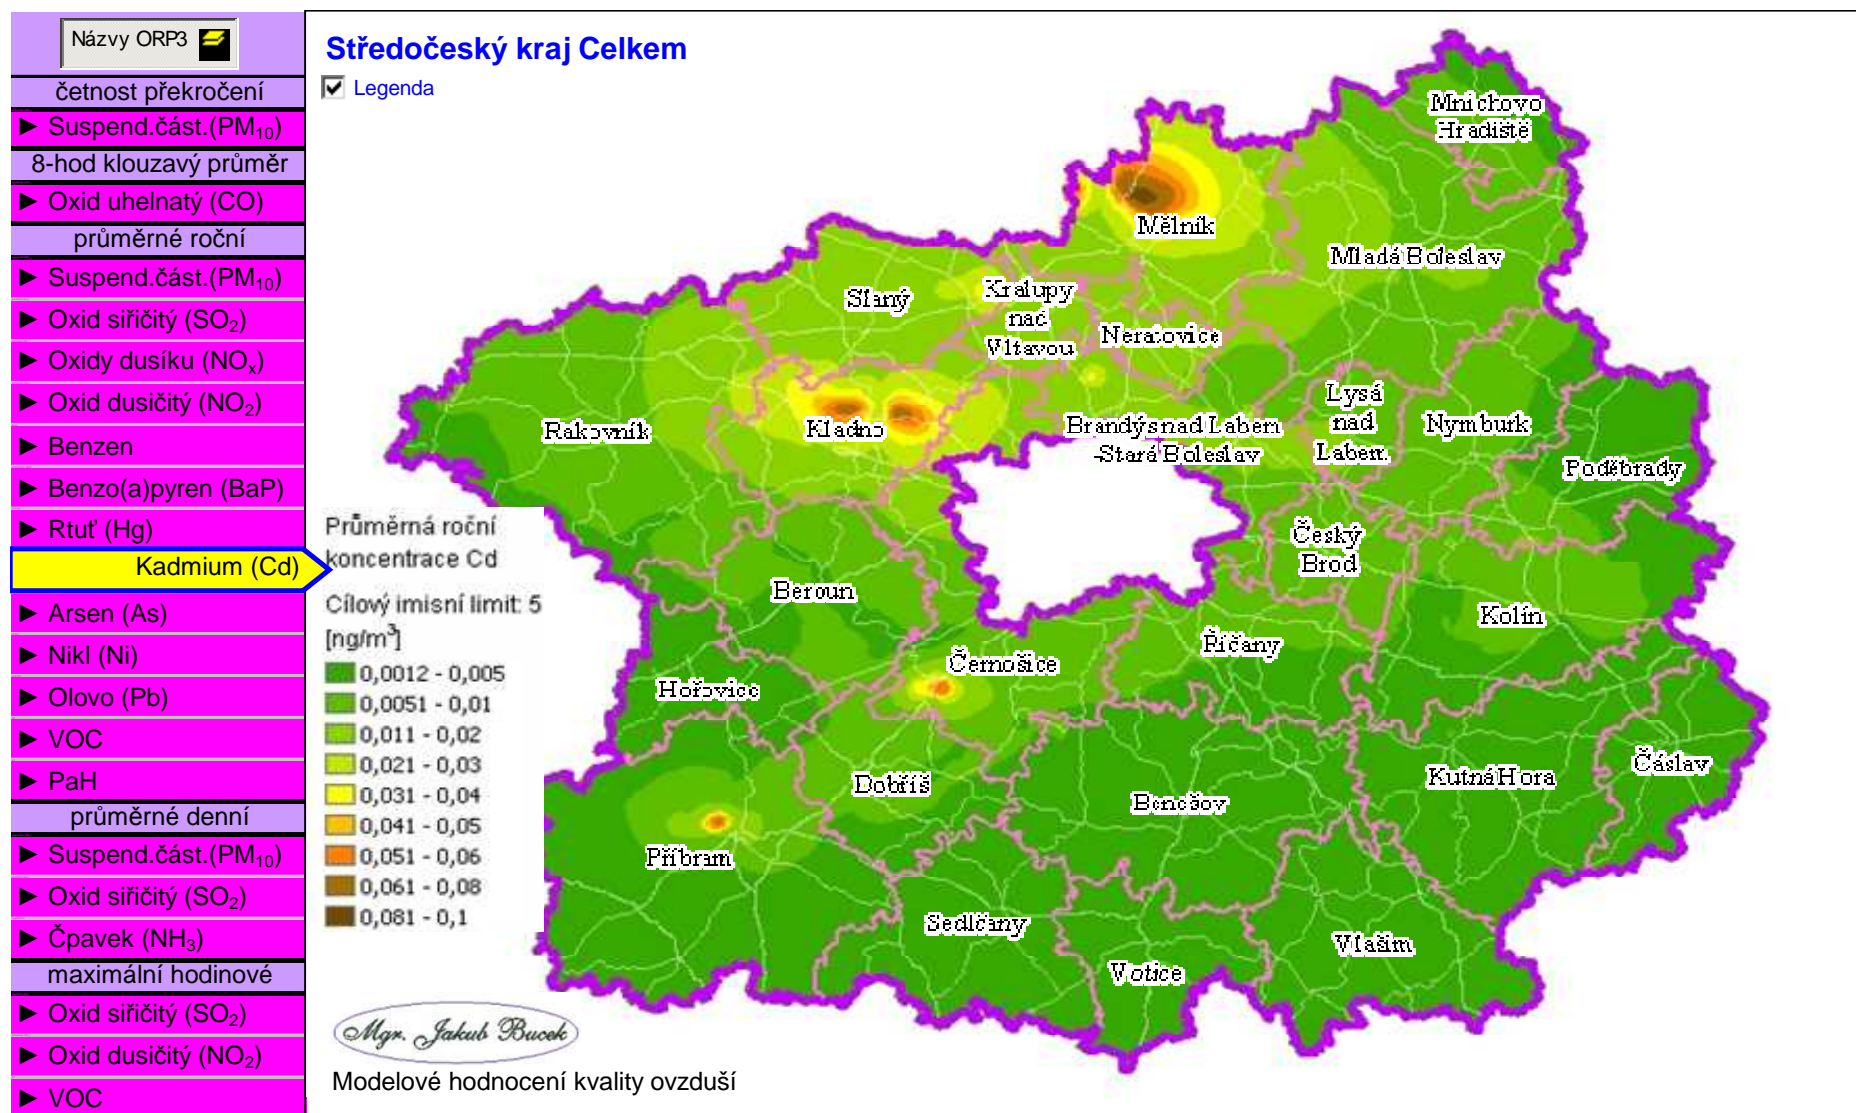 Názvy ORP3
četnost překročení
► Suspend.část.(PM₁₀)
8-hod klouzavý průměr
► Oxid uhelnatý (CO)
průměrné roční
► Suspend.část.(PM₁₀)
► Oxid siřičitý (SO₂)
► Oxidy dusíku (NOₓ)
► Oxid dusičitý (NO₂)
► Benzen
► Benzo(a)pyren (BaP)
► Rtuť (Hg)
Kadmium (Cd)
► Arsen (As)
► Nikl (Ni)
► Olovo (Pb)
► VOC
► PaH
průměrné denní
► Suspend.část.(PM₁₀)
► Oxid siřičitý (SO₂)
► Čpavek (NH₃)
maximální hodinové
► Oxid siřičitý (SO₂)
► Oxid dusičitý (NO₂)
► VOC
Středočeský kraj Celkem
Legenda
Mnichovo
Hradiště
Mělník
Mladá Boleslav
Slaný
Kralupy
nad
Vltavou
Neratovice
Rakovník
Kladno
Brandýs nad Labem
-Stará Boleslav
Lysá
nad
Labem.
Nymburk
Poděbrady
Český
Brod
Beroun
Kolín
Říčany
Černošice
Hořovice
Dobříš
Benešov
Kutná Hora
Čáslav
Příbram
Sedlčany
Votice
Vlašim
Průměrná roční
koncentrace Cd
Cílový imisní limit: 5
[ng/m³]
0,0012 - 0,005
0,0051 - 0,01
0,011 - 0,02
0,021 - 0,03
0,031 - 0,04
0,041 - 0,05
0,051 - 0,06
0,061 - 0,08
0,081 - 0,1
Mgr. Jakub Bucek
Modelové hodnocení kvality ovzduší